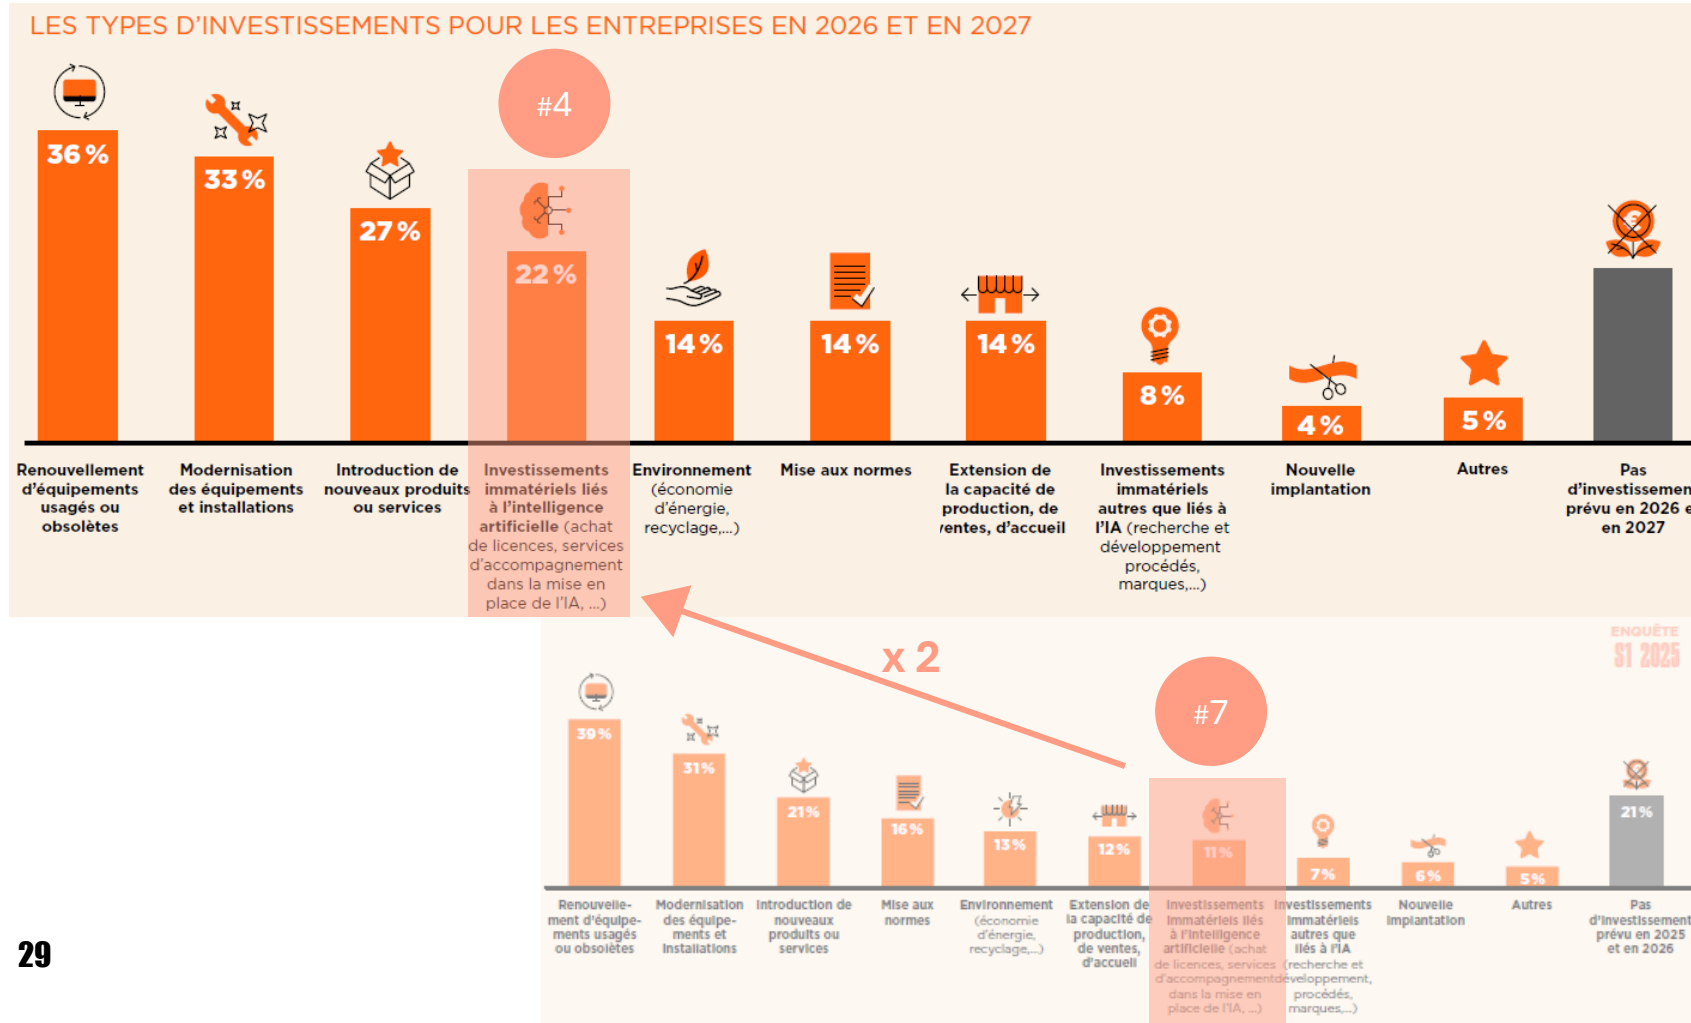 LES TYPES D'INVESTISSEMENTS POUR LES ENTREPRISES EN 2026 ET EN 2027
#4
36 %
33 %
27 %
22 %
14 %
14 %
14 %
8 %
4 %
5 %
Renouvellement
d'équipements
usagés ou
obsolètes
Modernisation
des équipements
et installations
Introduction de
nouveaux produits
ou services
Investissements
immatériels liés
à l'intelligence
artificielle (achat
de licences, services
d'accompagnement
dans la mise en
place de l'IA, ...)
Environnement
(économie
d'énergie,
recyclage,...)
Mise aux normes
Extension de
la capacité de
production, de
ventes, d'accueil
Investissements
immatériels
autres que liés à
l'IA (recherche et
développement
procédés,
marques,...)
Nouvelle
implantation
Autres
Pas
d'investissemen
prévu en 2026 e
en 2027
x 2
ENQUÊTE
S1 2025
#7
39 %
31 %
21 %
16 %
13 %
12 %
11 %
7 %
6 %
5 %
21 %
Renouvelle-
ment d'équipe-
ments usagés
ou obsolètes
Modernisation
des équipe-
ments et
installations
Introduction de
nouveaux
produits ou
services
Mise aux
normes
Environnement
(économie
d'énergie,
recyclage,...)
Extension de
la capacité de
production,
de ventes,
d'accueil
Investissements
immatériels liés
à l'intelligence
artificielle (achat
de licences, services
d'accompagnement
dans la mise en
place de l'IA, ...)
Investissements
immatériels
autres que
liés à l'IA
(recherche et
développement,
procédés,
marques,...)
Nouvelle
implantation
Autres
Pas
d'investissement
prévu en 2025
et en 2026
29